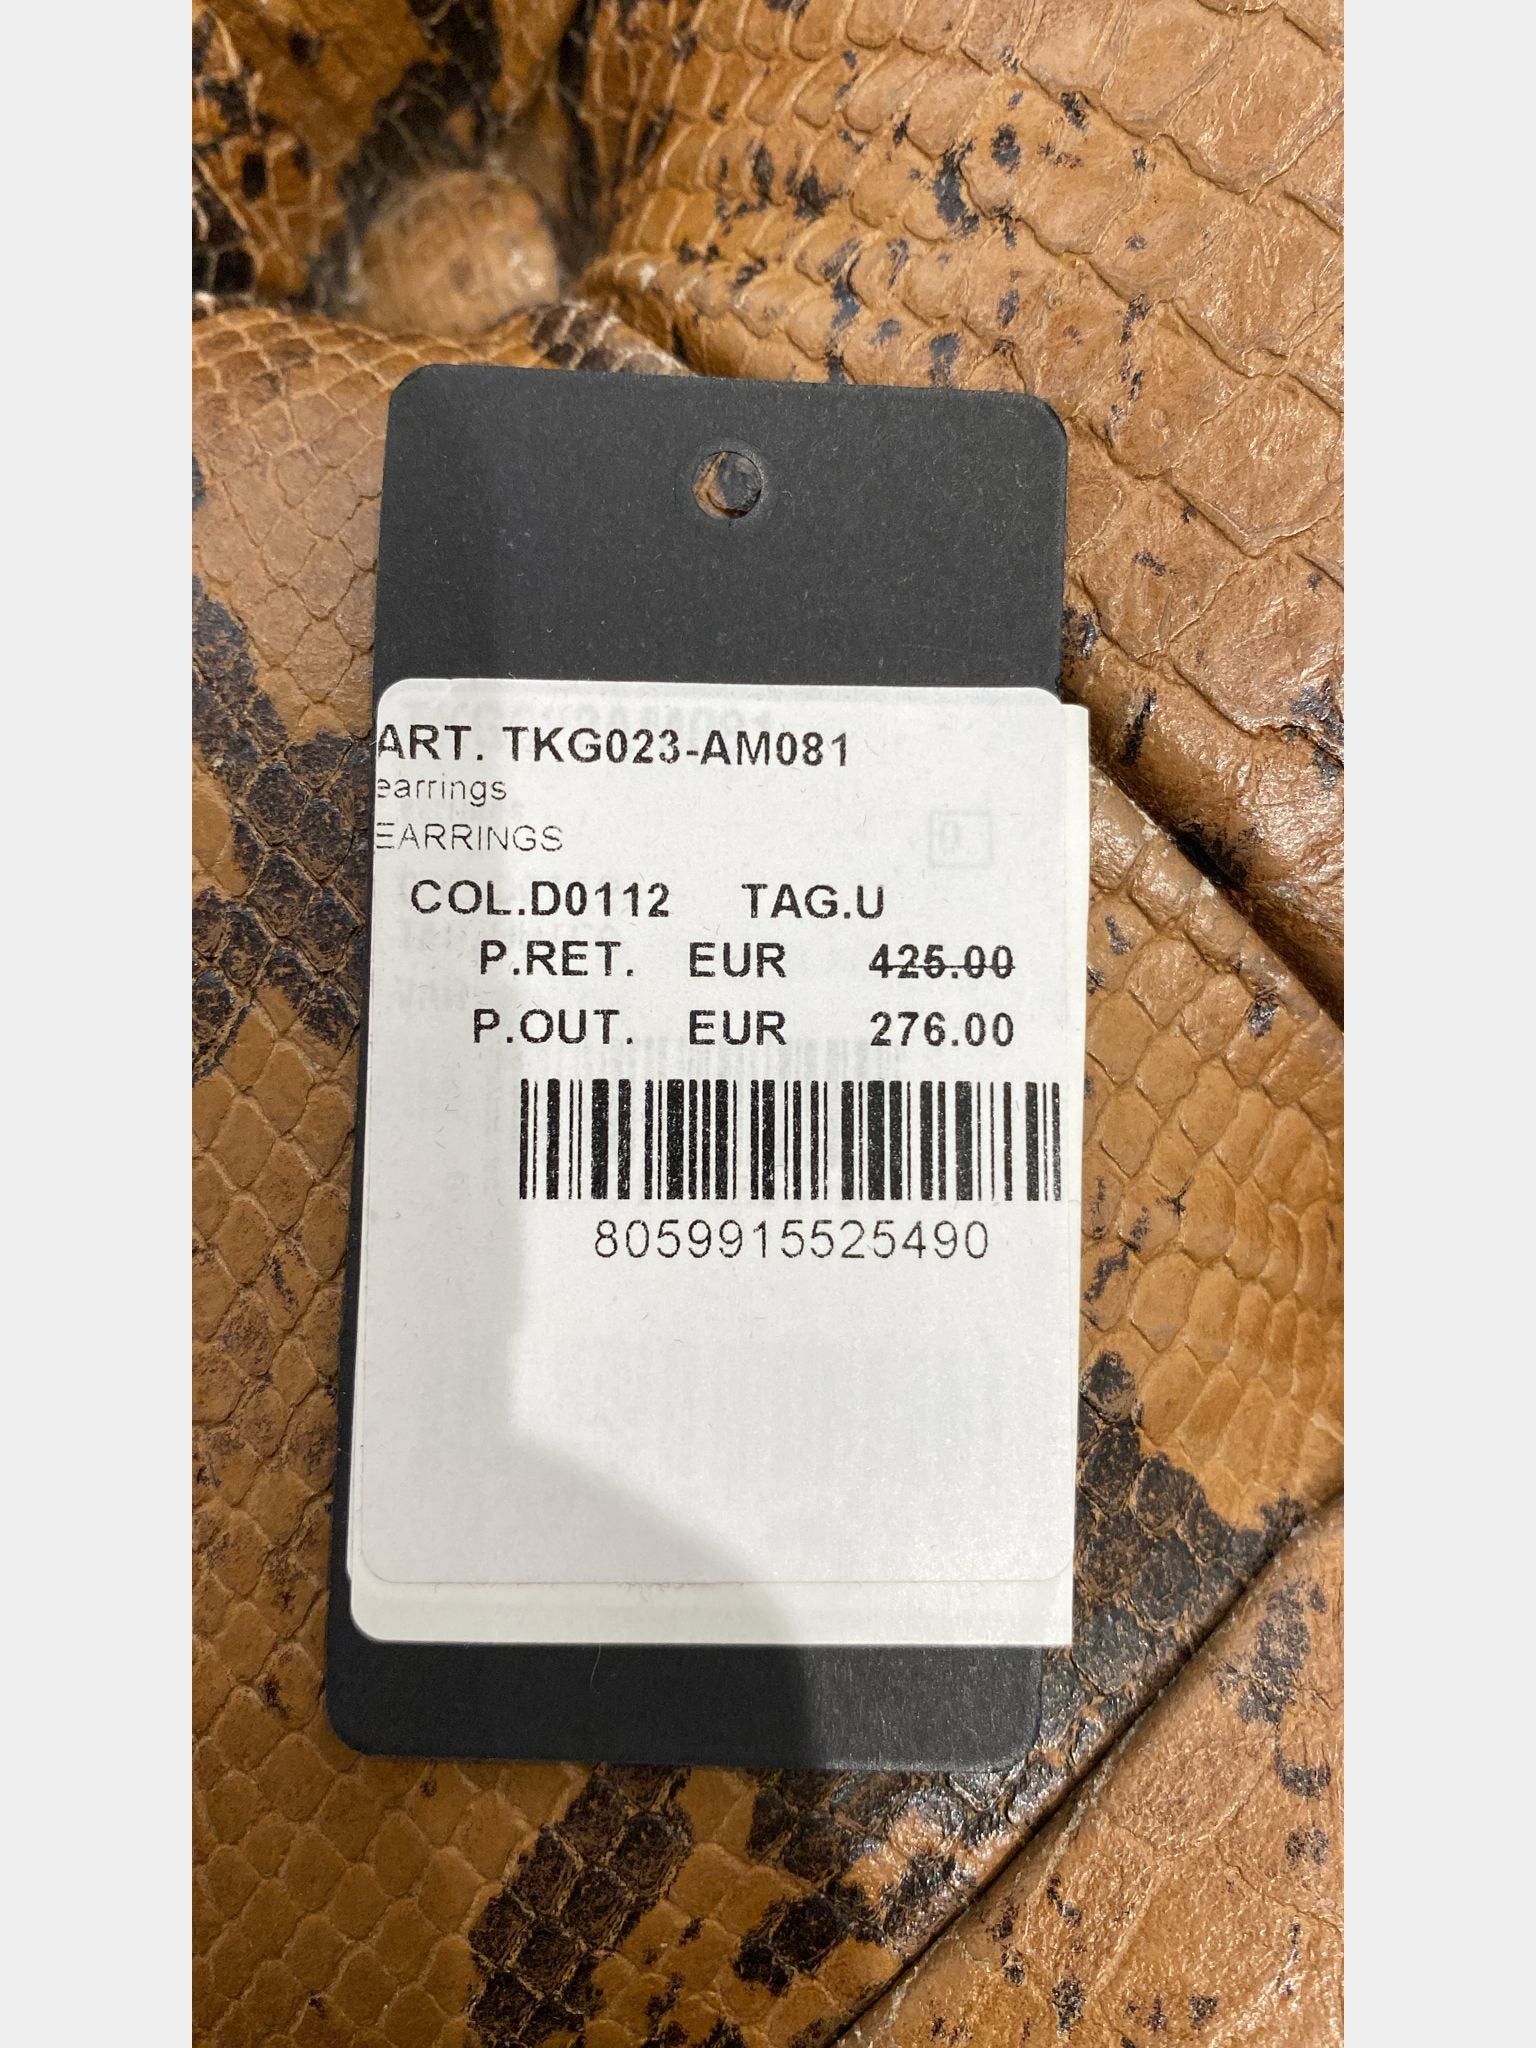 ART. TKG023-AM081
earrings
EARRINGS
COL.D0112 TAG.U
P.RET. EUR 425.00
P.OUT. EUR 276.00
8059915525490